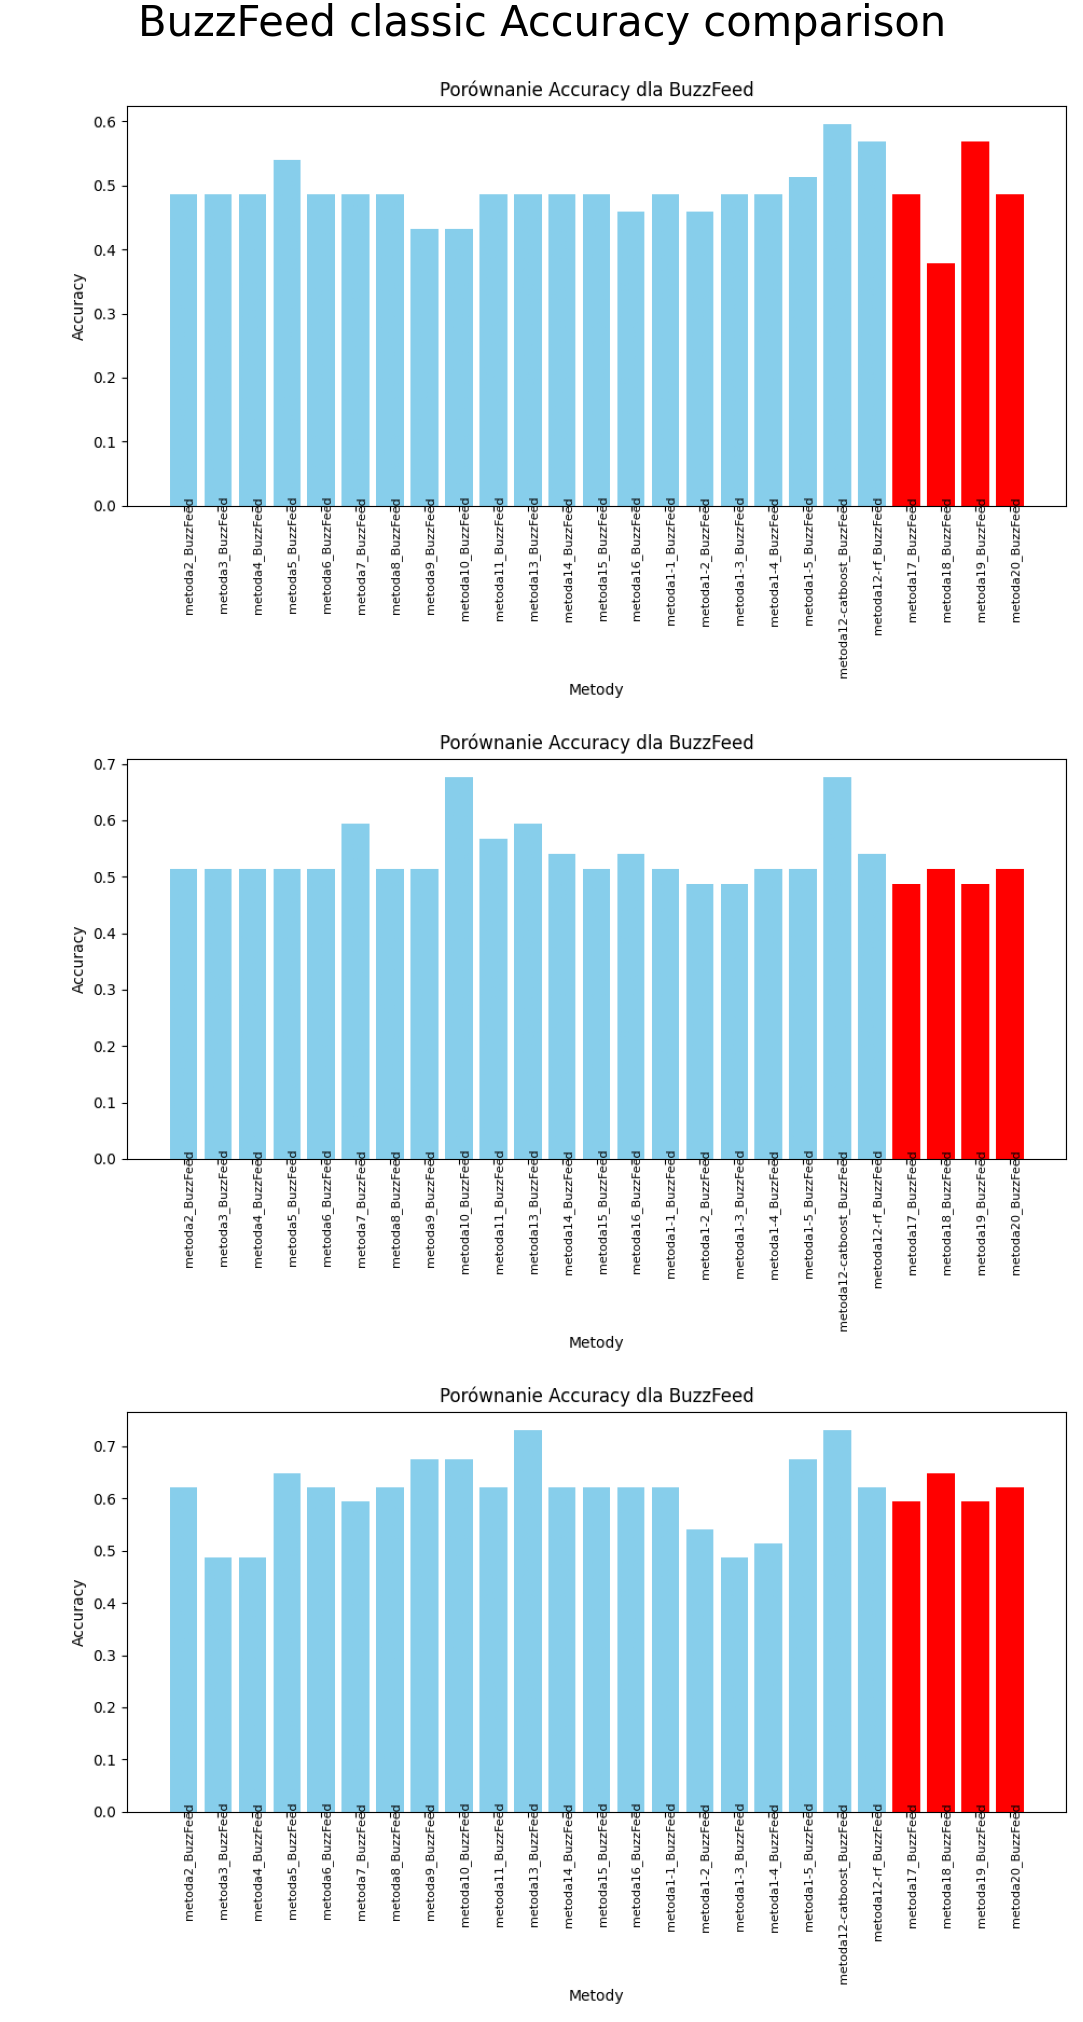 BuzzFeed classic Accuracy comparison
Porównanie Accuracy dla BuzzFeed
Accuracy
0.6
0.5
0.4
0.3
0.2
0.1
0.0
metoda2_BuzzFeed
metoda3_BuzzFeed
metoda4_BuzzFeed
metoda5_BuzzFeed
metoda6_BuzzFeed
metoda7_BuzzFeed
metoda8_BuzzFeed
metoda9_BuzzFeed
metoda10_BuzzFeed
metoda11_BuzzFeed
metoda13_BuzzFeed
metoda14_BuzzFeed
metoda15_BuzzFeed
metoda16_BuzzFeed
metoda1-1_BuzzFeed
metoda1-2_BuzzFeed
metoda1-3_BuzzFeed
metoda1-4_BuzzFeed
metoda1-5_BuzzFeed
metoda12-catboost_BuzzFeed
metoda12-rf_BuzzFeed
metoda17_BuzzFeed
metoda18_BuzzFeed
metoda19_BuzzFeed
metoda20_BuzzFeed
Metody
Porównanie Accuracy dla BuzzFeed
Accuracy
0.7
0.6
0.5
0.4
0.3
0.2
0.1
0.0
metoda2_BuzzFeed
metoda3_BuzzFeed
metoda4_BuzzFeed
metoda5_BuzzFeed
metoda6_BuzzFeed
metoda7_BuzzFeed
metoda8_BuzzFeed
metoda9_BuzzFeed
metoda10_BuzzFeed
metoda11_BuzzFeed
metoda13_BuzzFeed
metoda14_BuzzFeed
metoda15_BuzzFeed
metoda16_BuzzFeed
metoda1-1_BuzzFeed
metoda1-2_BuzzFeed
metoda1-3_BuzzFeed
metoda1-4_BuzzFeed
metoda1-5_BuzzFeed
metoda12-catboost_BuzzFeed
metoda12-rf_BuzzFeed
metoda17_BuzzFeed
metoda18_BuzzFeed
metoda19_BuzzFeed
metoda20_BuzzFeed
Metody
Porównanie Accuracy dla BuzzFeed
Accuracy
0.7
0.6
0.5
0.4
0.3
0.2
0.1
0.0
metoda2_BuzzFeed
metoda3_BuzzFeed
metoda4_BuzzFeed
metoda5_BuzzFeed
metoda6_BuzzFeed
metoda7_BuzzFeed
metoda8_BuzzFeed
metoda9_BuzzFeed
metoda10_BuzzFeed
metoda11_BuzzFeed
metoda13_BuzzFeed
metoda14_BuzzFeed
metoda15_BuzzFeed
metoda16_BuzzFeed
metoda1-1_BuzzFeed
metoda1-2_BuzzFeed
metoda1-3_BuzzFeed
metoda1-4_BuzzFeed
metoda1-5_BuzzFeed
metoda12-catboost_BuzzFeed
metoda12-rf_BuzzFeed
metoda17_BuzzFeed
metoda18_BuzzFeed
metoda19_BuzzFeed
metoda20_BuzzFeed
Metody